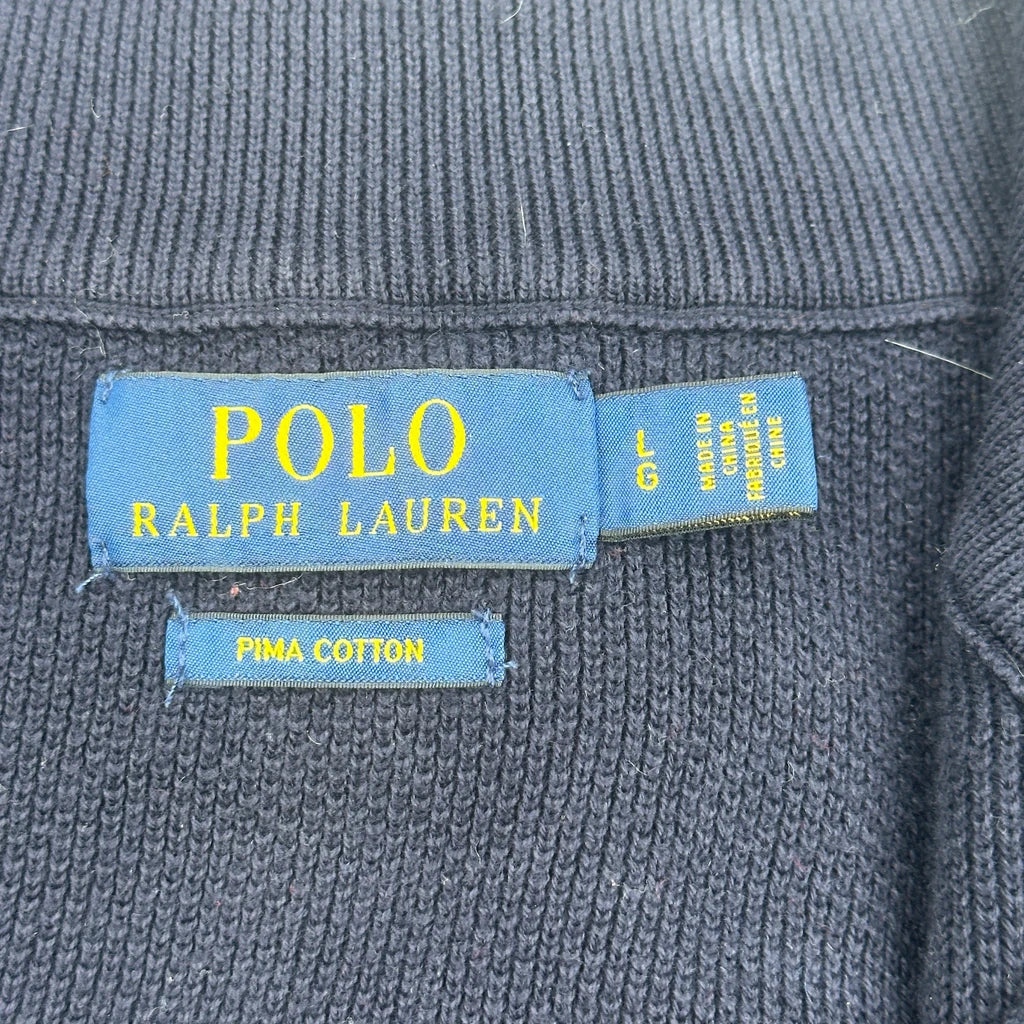 POLO
RALPH LAUREN
L
G
MADE IN
CHINA
FABRIQUÉ EN
CHINE
PIMA COTTON